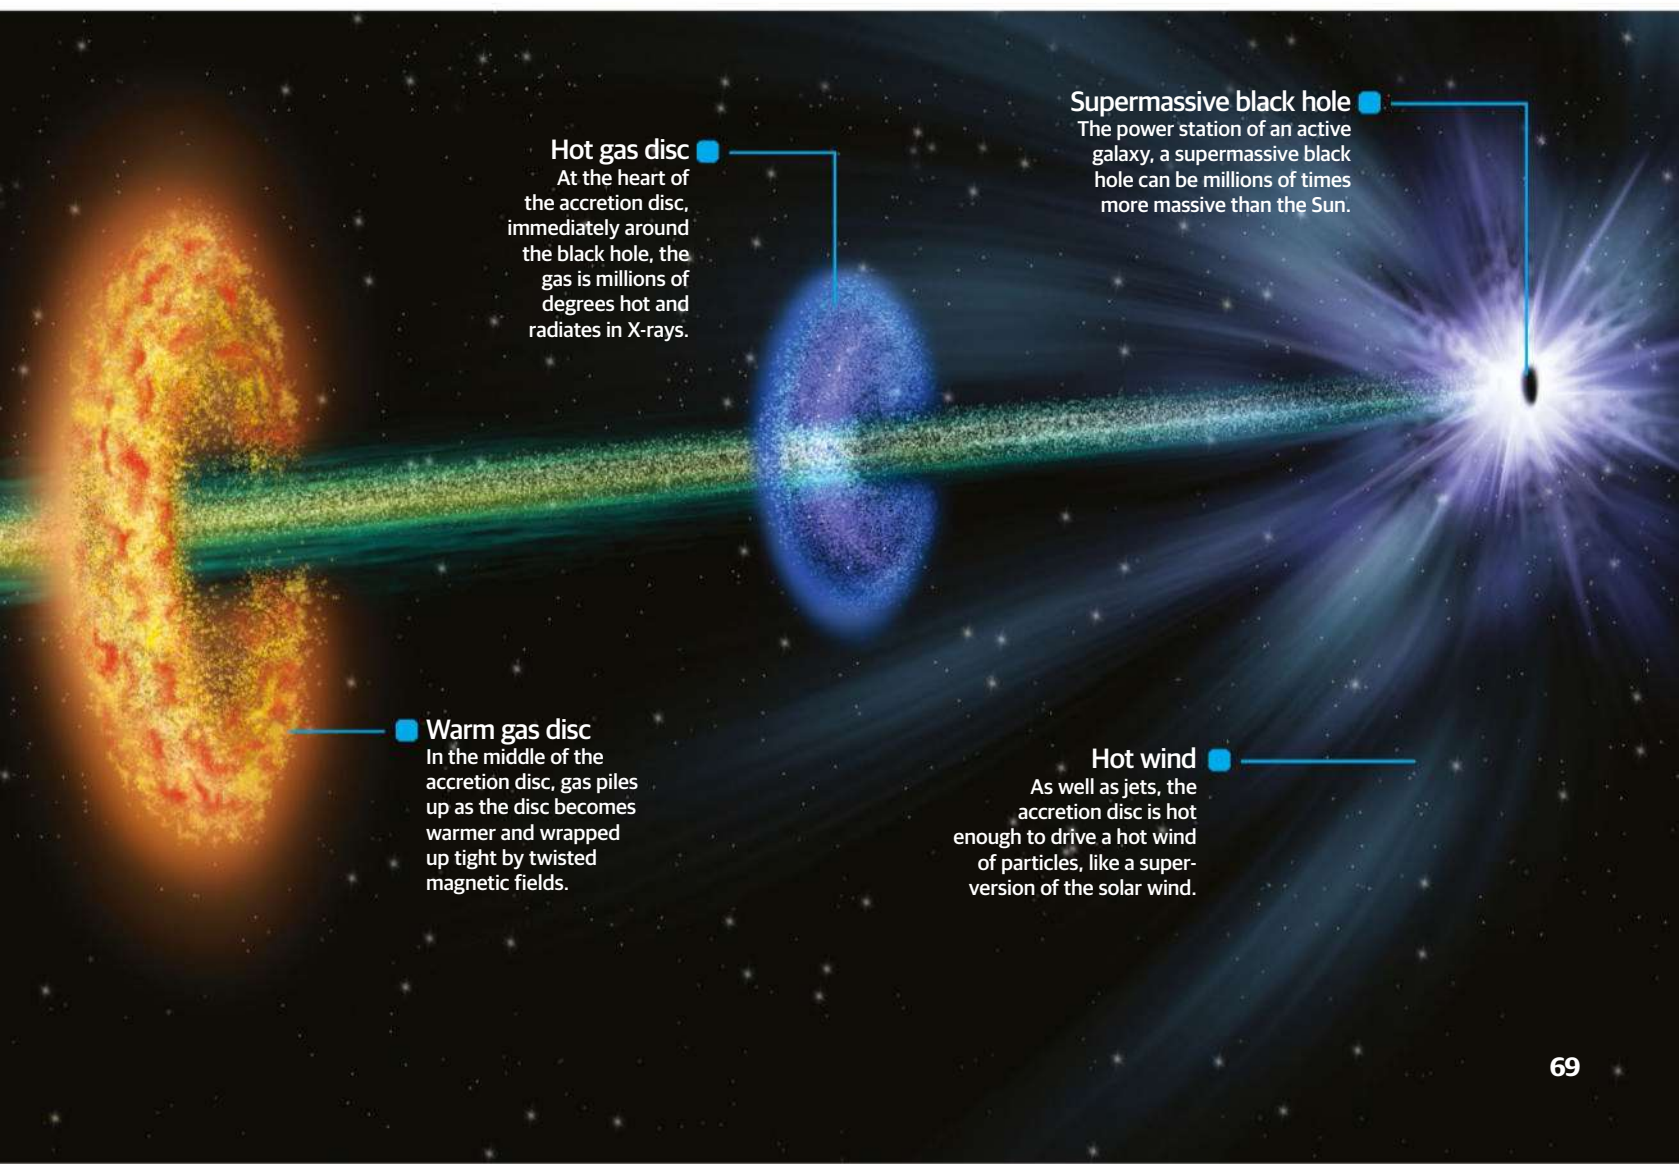 Hot gas disc
At the heart of
the accretion disc,
immediately around
the black hole, the
gas is millions of
degrees hot and
radiates in X-rays.
Supermassive black hole
The power station of an active
galaxy, a supermassive black
hole can be millions of times
more massive than the Sun.
Warm gas disc
In the middle of the
accretion disc, gas piles
up as the disc becomes
warmer and wrapped
up tight by twisted
magnetic fields.
Hot wind
As well as jets, the
accretion disc is hot
enough to drive a hot wind
of particles, like a super-
version of the solar wind.
69